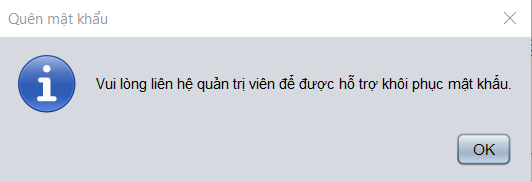 Quên mật khẩu
Vui lòng liên hệ quản trị viên để được hỗ trợ khôi phục mật khẩu.
OK